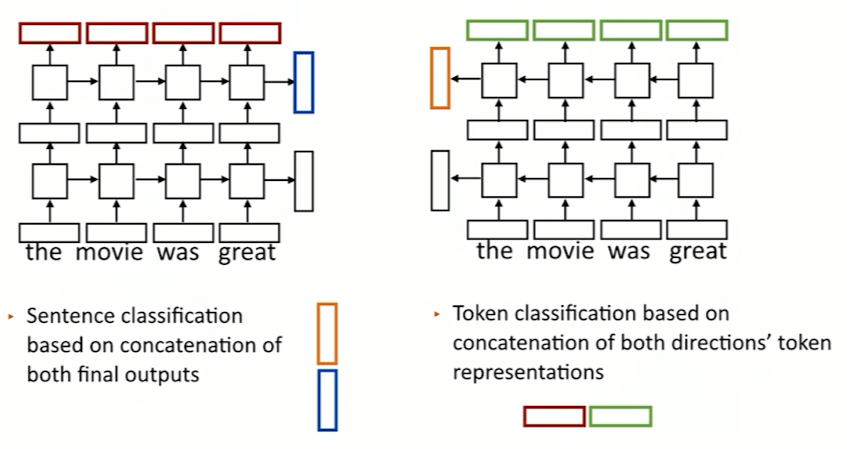 the movie was great
the movie was great
▸ Sentence classification
based on concatenation of
both final outputs
▸ Token classification based on
concatenation of both directions’ token
representations